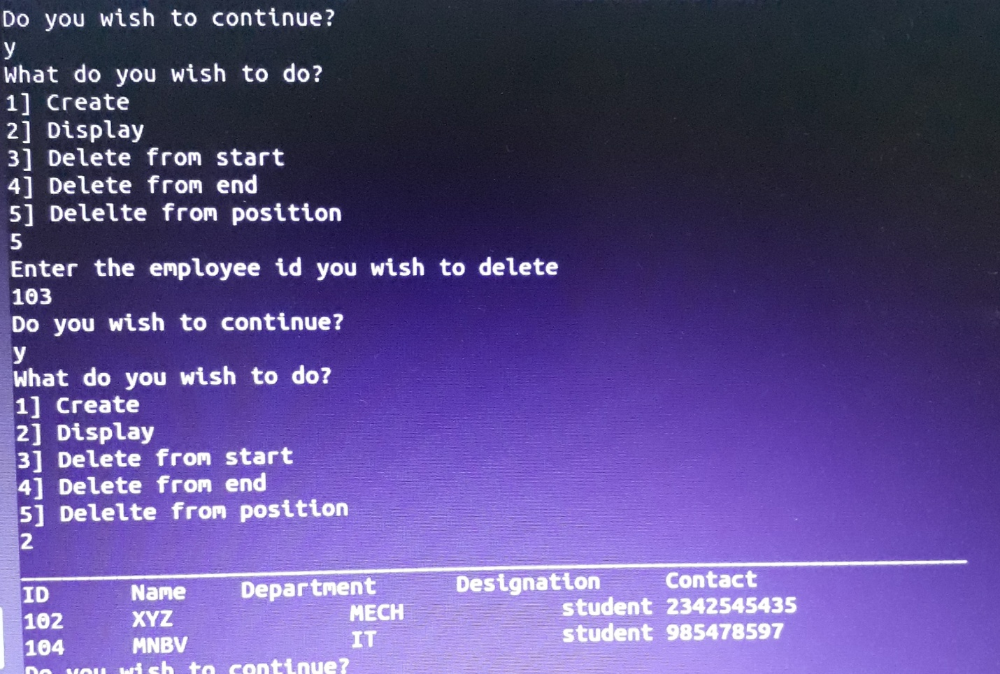 Do you wish to continue?
y
What do you wish to do?
1] Create
2] Display
3] Delete from start
4] Delete from end
5] Delelte from position
5
Enter the employee id you wish to delete
103
Do you wish to continue?
y
What do you wish to do?
1] Create
2] Display
3] Delete from start
4] Delete from end
5] Delelte from position
2
ID Name Department Designation Contact
102 XYZ MECH student 2342545435
104 MNBV IT student 985478597
Do you wish to continue?